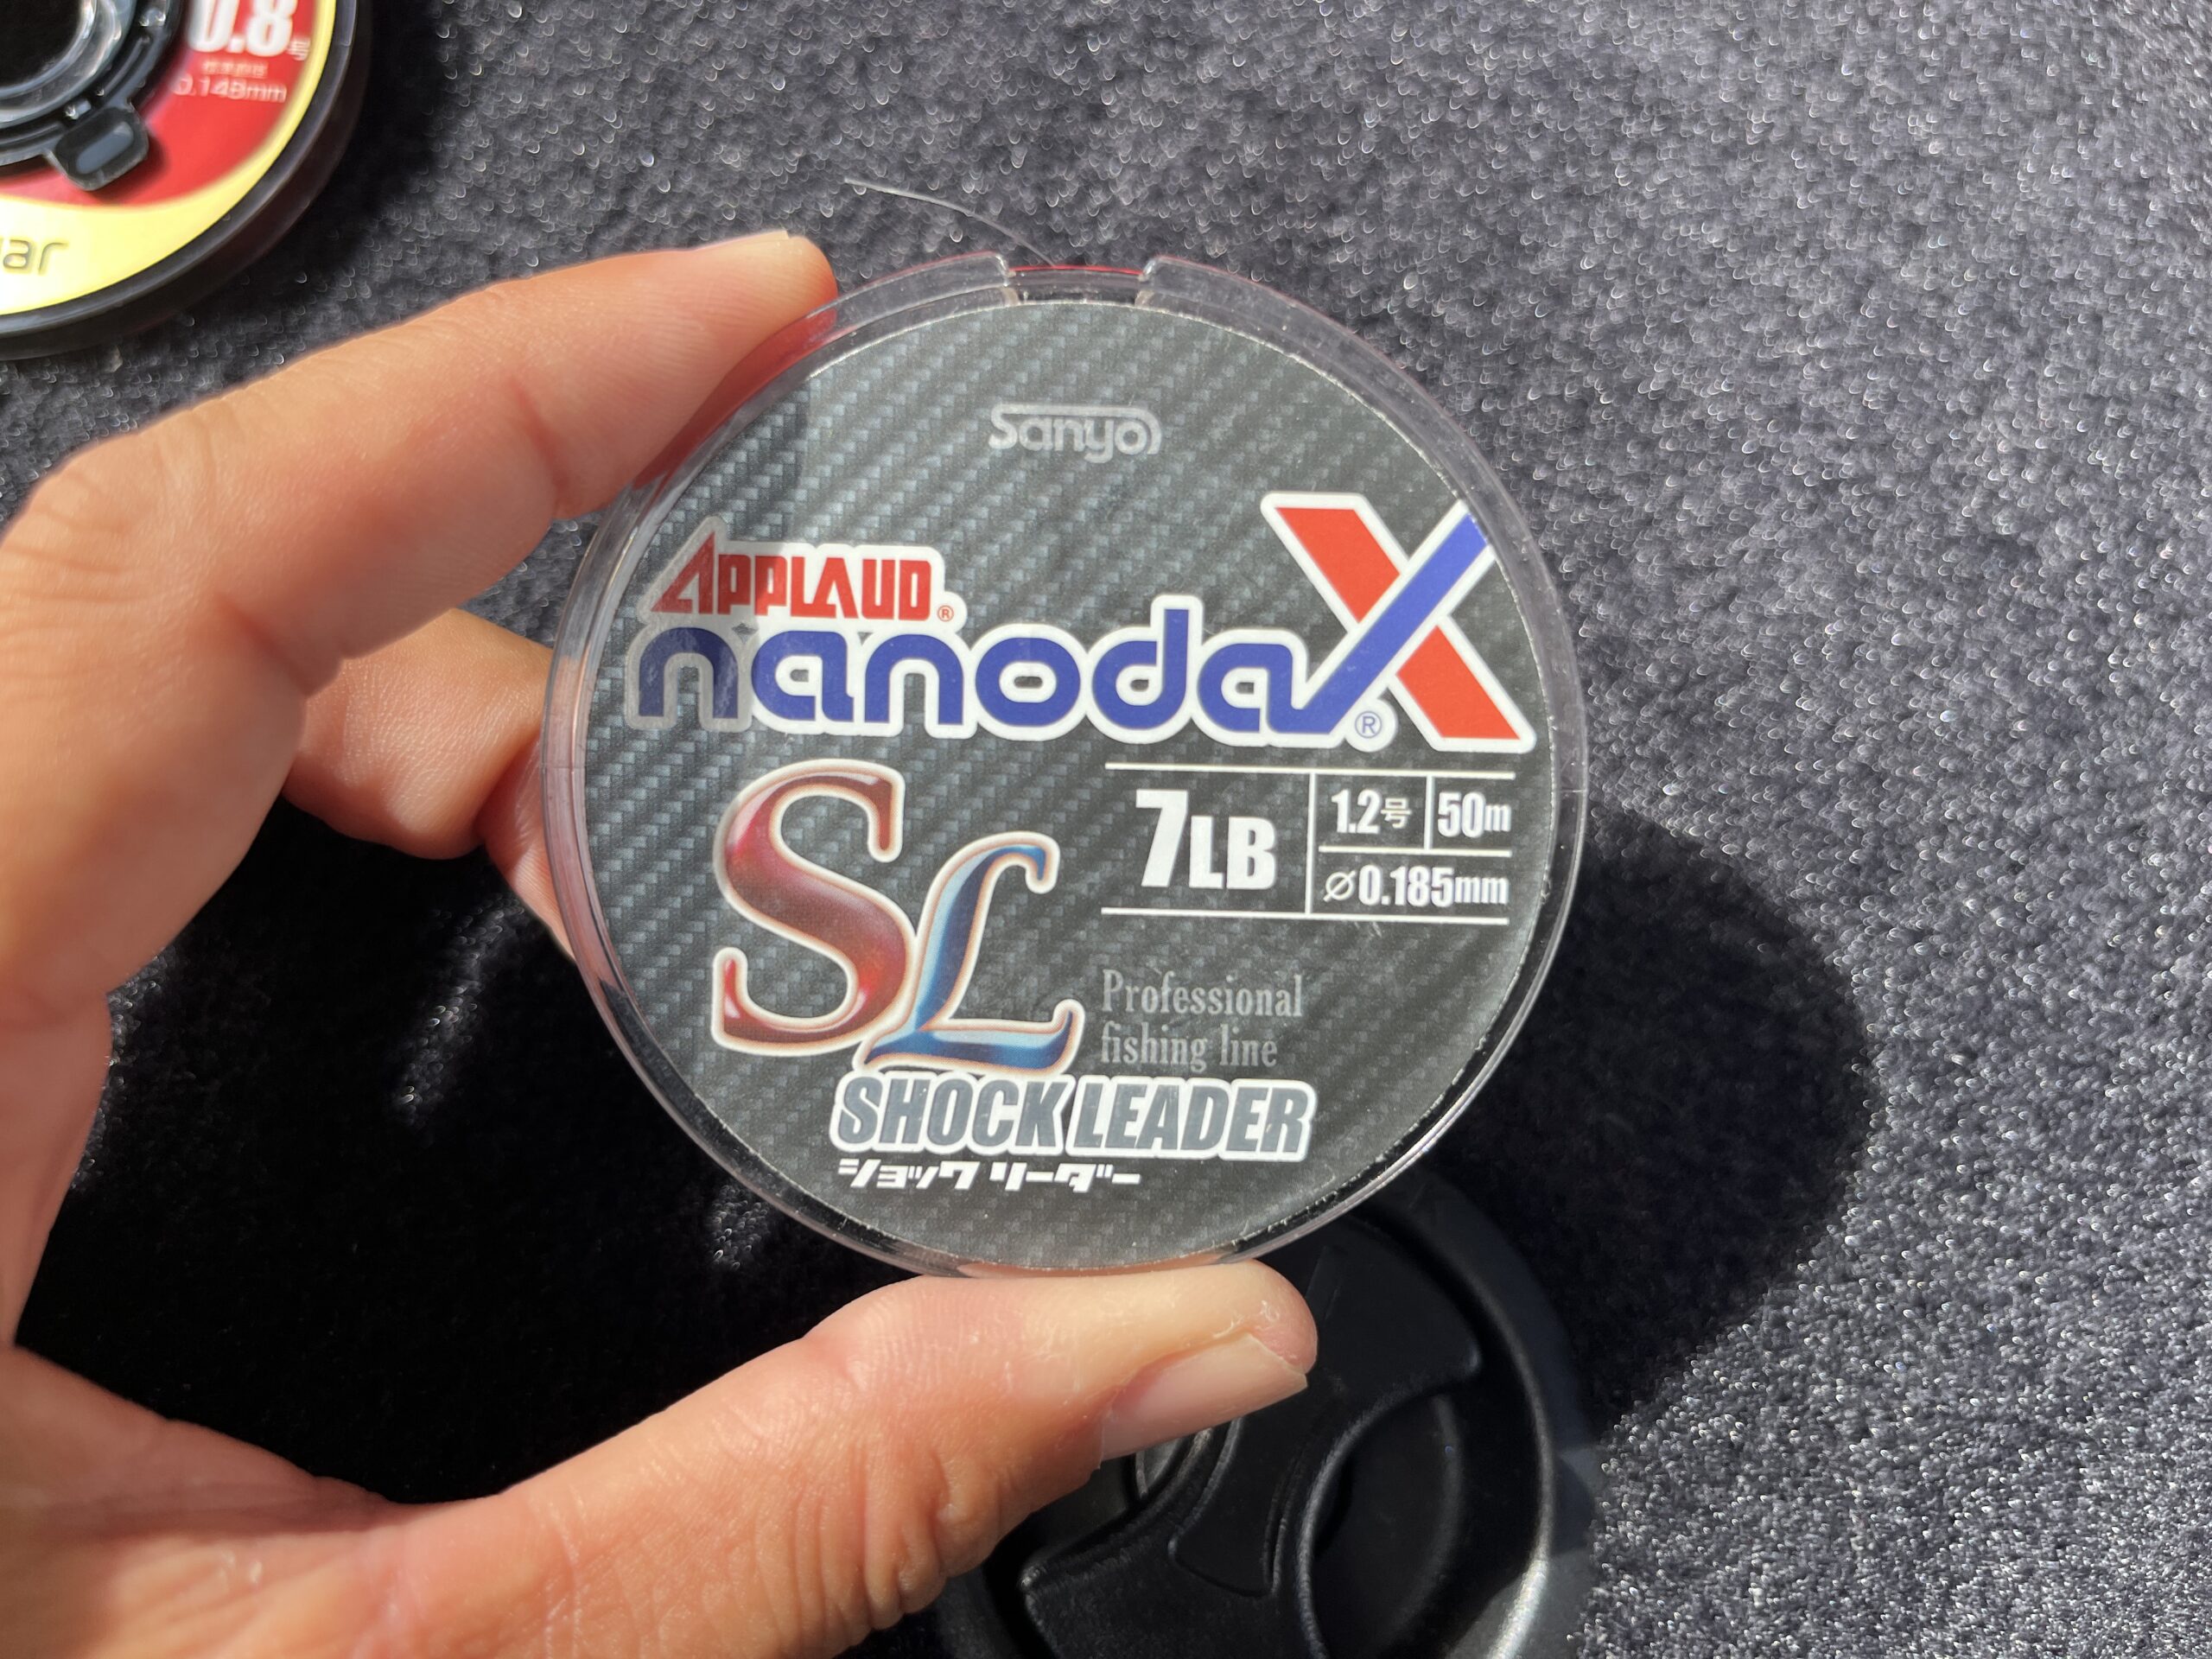 0.8号
0.148mm
Sanyo
APPLAUD®
nanodaX®
7LB
1.2号
50m
Ø0.185mm
SL
Professional
fishing line
SHOCK LEADER
ショック リーダー